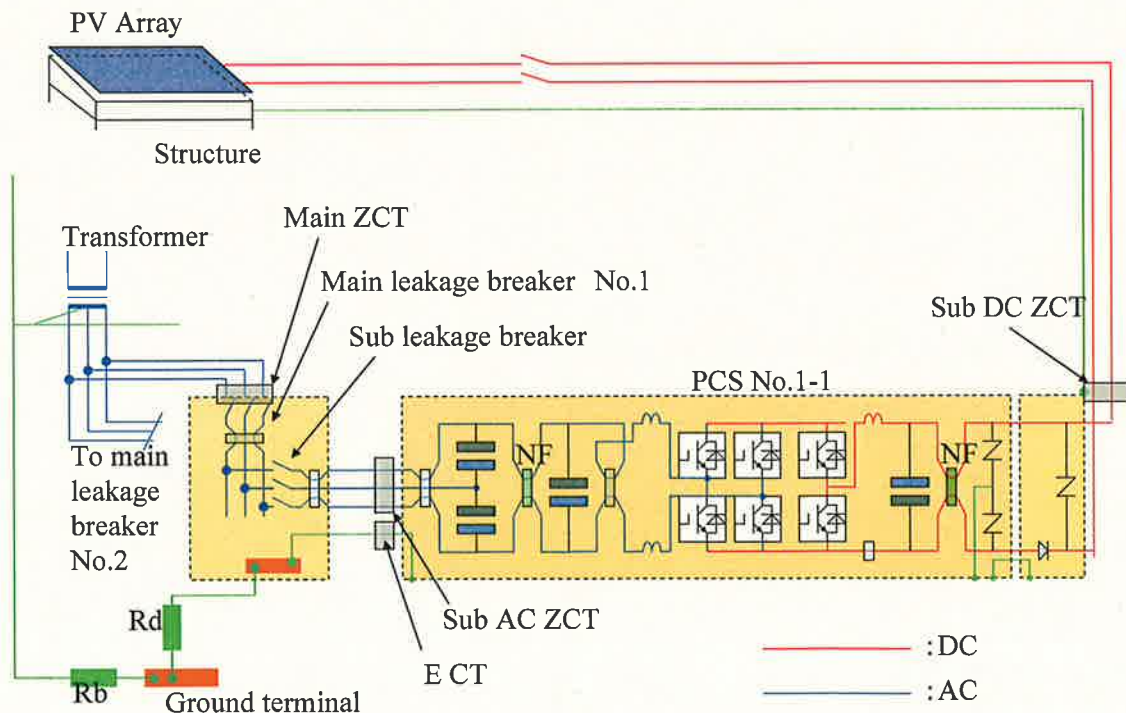 PV Array
Structure
Main ZCT
Transformer
Main leakage breaker No.1
Sub DC ZCT
Sub leakage breaker
PCS No.1-1
To main
leakage
breaker
No.2
NF
NF
Sub AC ZCT
Rd
E CT
:DC
Rb
Ground terminal
:AC